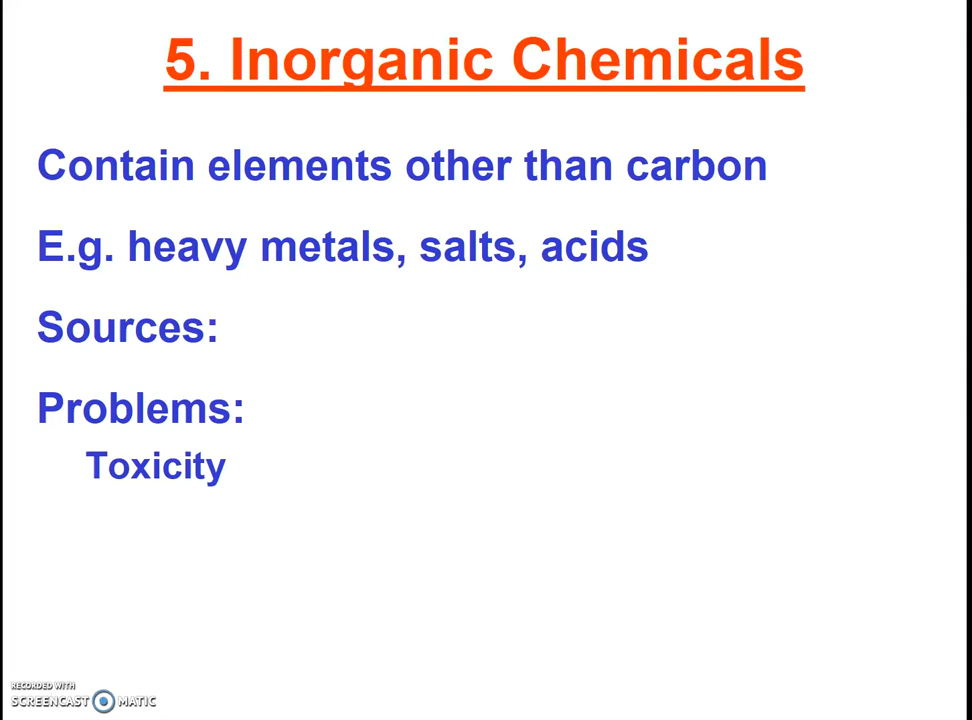 5. Inorganic Chemicals
Contain elements other than carbon
E.g. heavy metals, salts, acids
Sources:
Problems:
Toxicity
RECORDED WITH
SCREENCAST MATIC